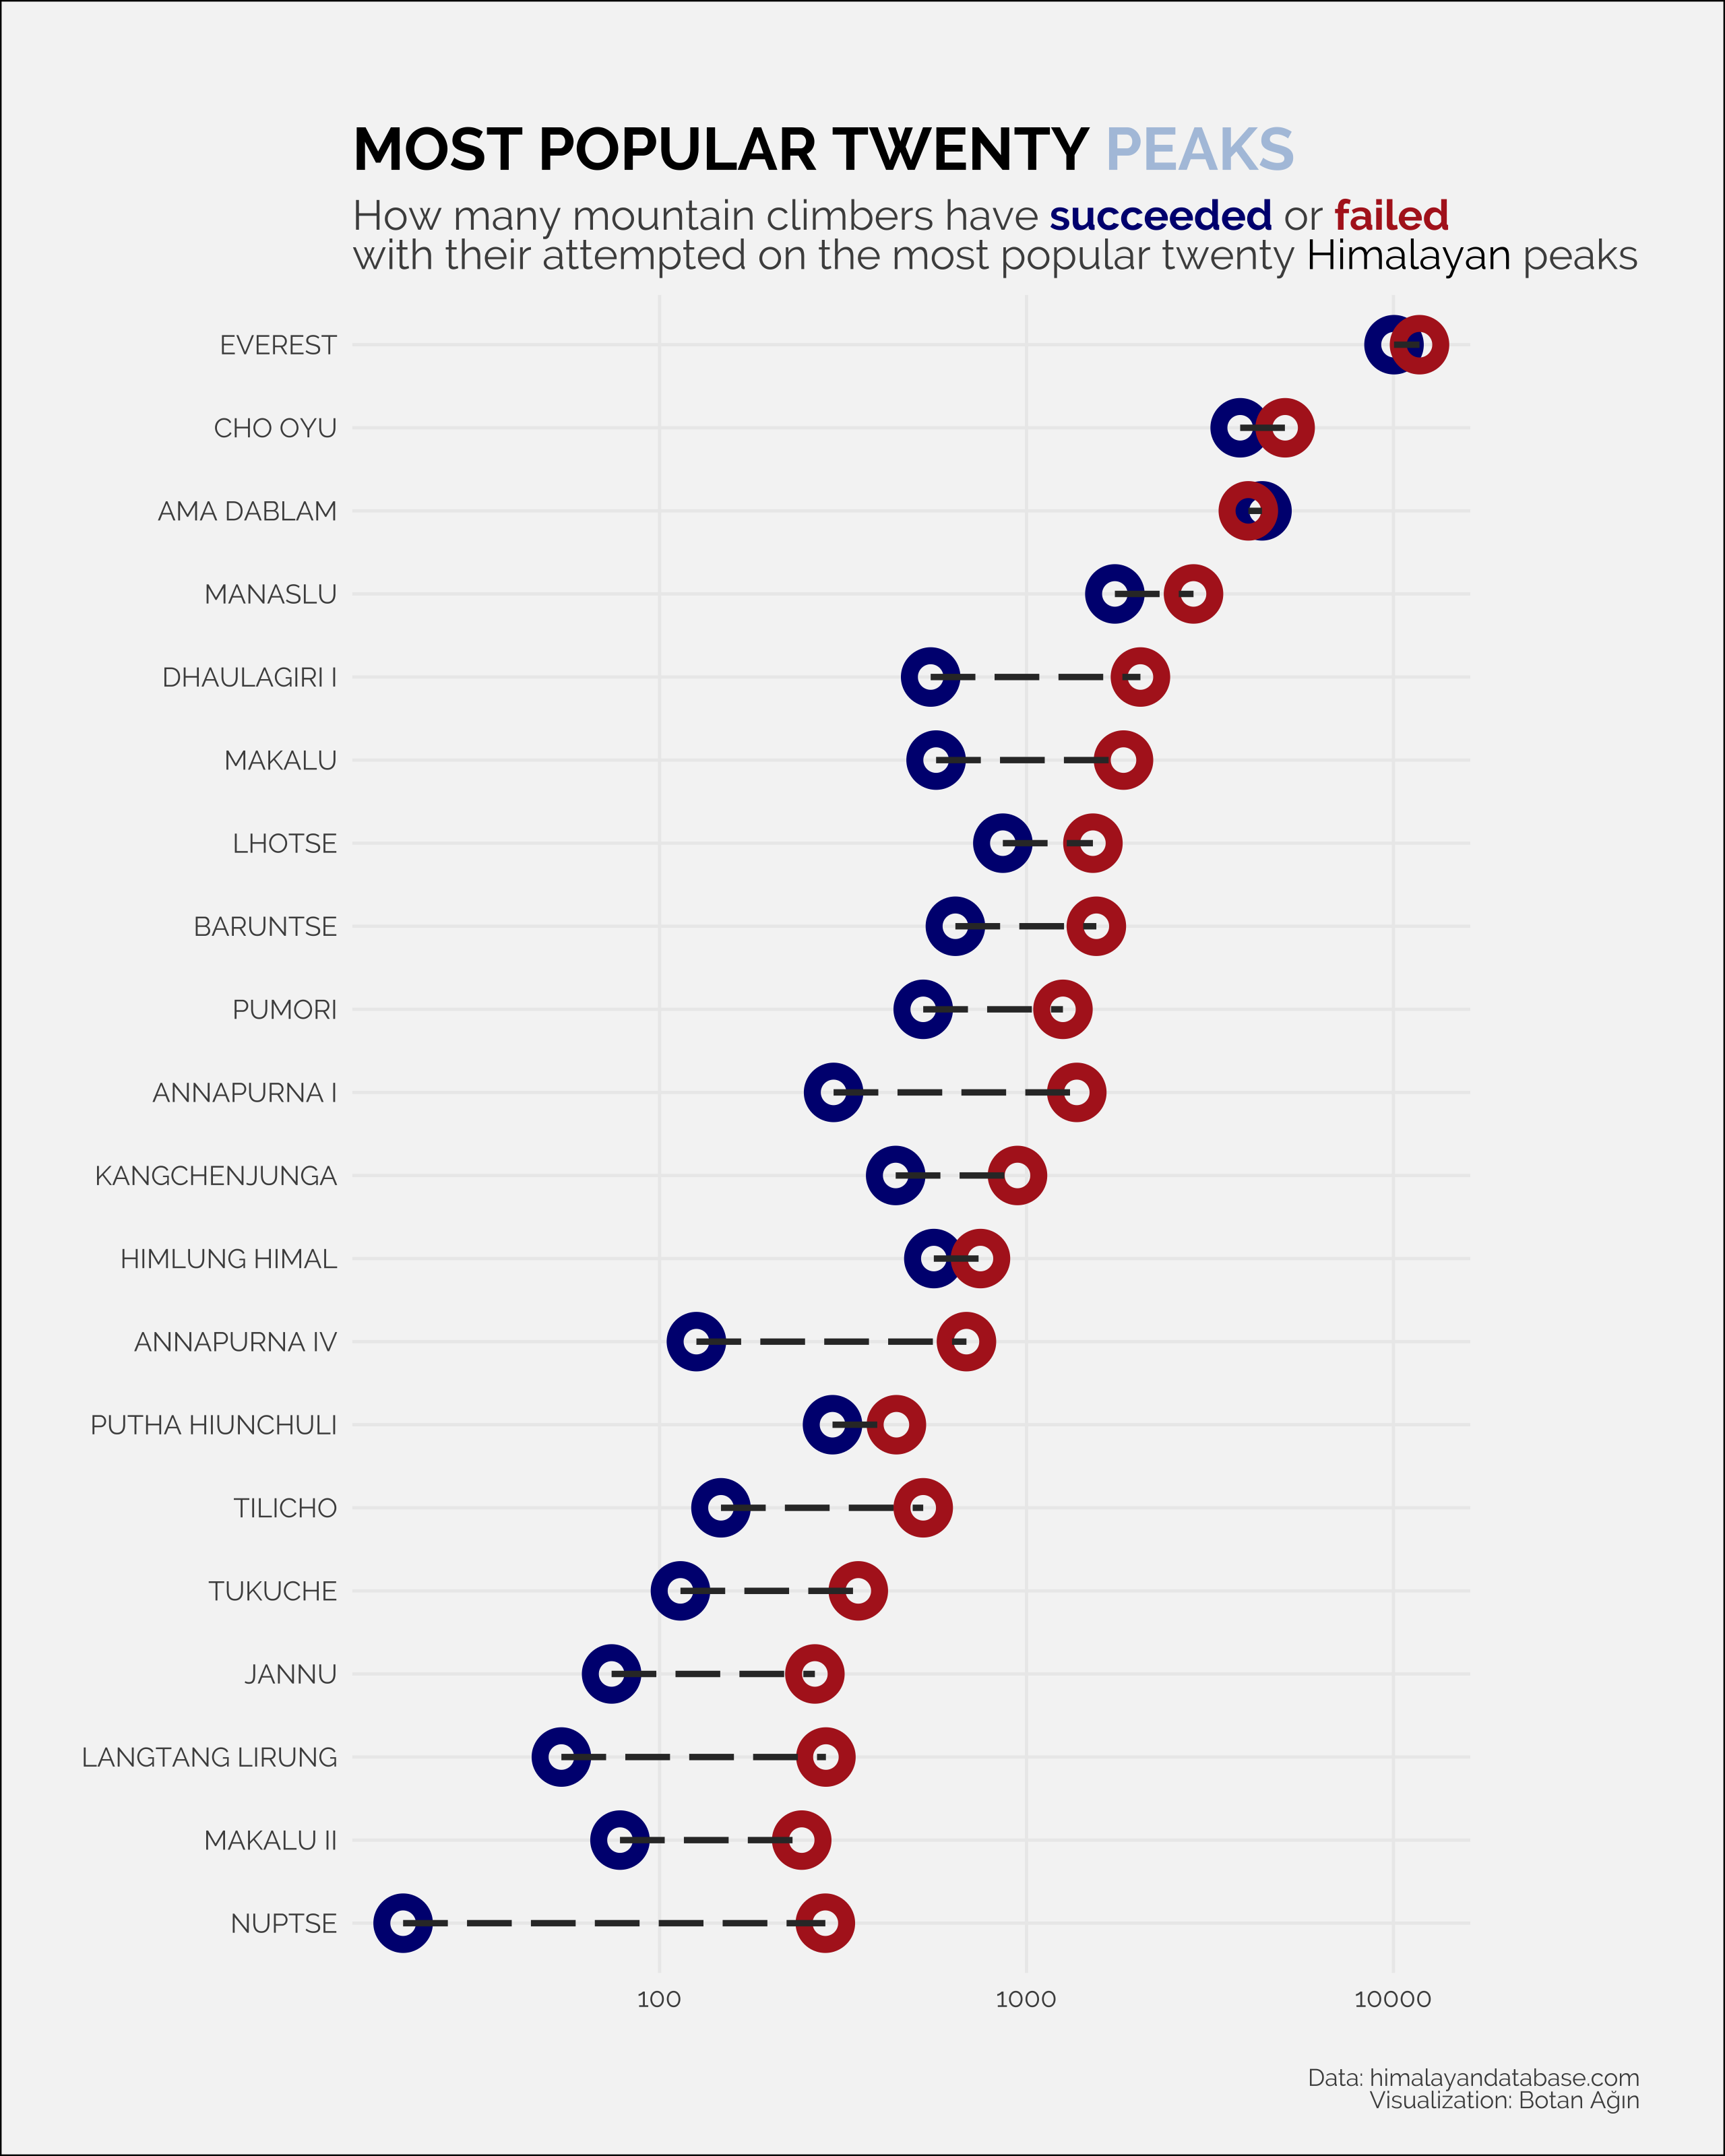 MOST POPULAR TWENTY PEAKS
How many mountain climbers have succeeded or failed
with their attempted on the most popular twenty Himalayan peaks
EVEREST
CHO OYU
AMA DABLAM
MANASLU
DHAULAGIRI I
MAKALU
LHOTSE
BARUNTSE
PUMORI
ANNAPURNA I
KANGCHENJUNGA
HIMLUNG HIMAL
ANNAPURNA IV
PUTHA HIUNCHULI
TILICHO
TUKUCHE
JANNU
LANGTANG LIRUNG
MAKALU II
NUPTSE
100 1000 10000
Data: himalayandatabase.com
Visualization: Botan Ağın